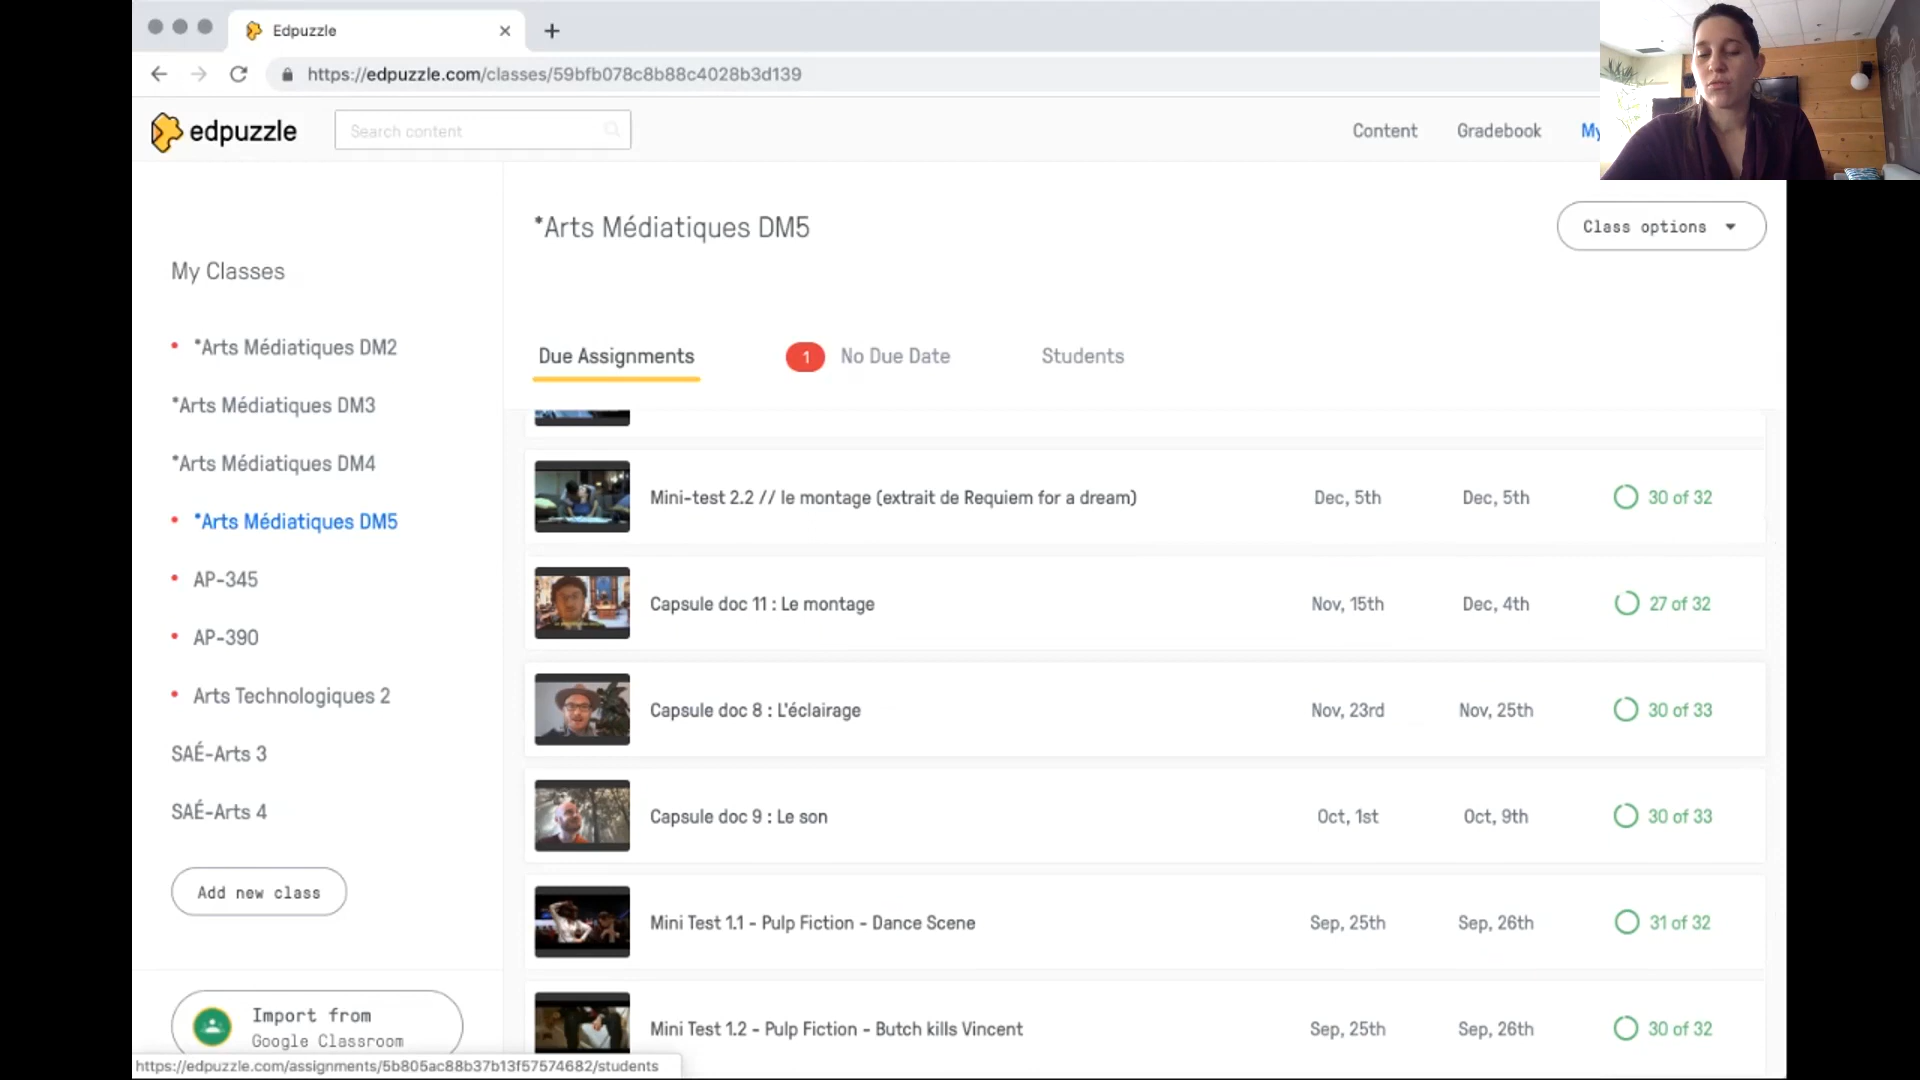 Edpuzzle
https://edpuzzle.com/classes/59bfb078c8b88c4028b3d139
edpuzzle
Search content
Content
Gradebook
My
*Arts Médiatiques DM5
Class options
My Classes
*Arts Médiatiques DM2
*Arts Médiatiques DM3
*Arts Médiatiques DM4
*Arts Médiatiques DM5
AP-345
AP-390
Arts Technologiques 2
SAÉ-Arts 3
SAÉ-Arts 4
Add new class
Import from
Google Classroom
Due Assignments
1 No Due Date
Students
Mini-test 2.2 // le montage (extrait de Requiem for a dream) Dec, 5th Dec, 5th 30 of 32
Capsule doc 11 : Le montage Nov, 15th Dec, 4th 27 of 32
Capsule doc 8 : L'éclairage Nov, 23rd Nov, 25th 30 of 33
Capsule doc 9 : Le son Oct, 1st Oct, 9th 30 of 33
Mini Test 1.1 - Pulp Fiction - Dance Scene Sep, 25th Sep, 26th 31 of 32
Mini Test 1.2 - Pulp Fiction - Butch kills Vincent Sep, 25th Sep, 26th 30 of 32
https://edpuzzle.com/assignments/5b805ac88b37b13f57574682/students